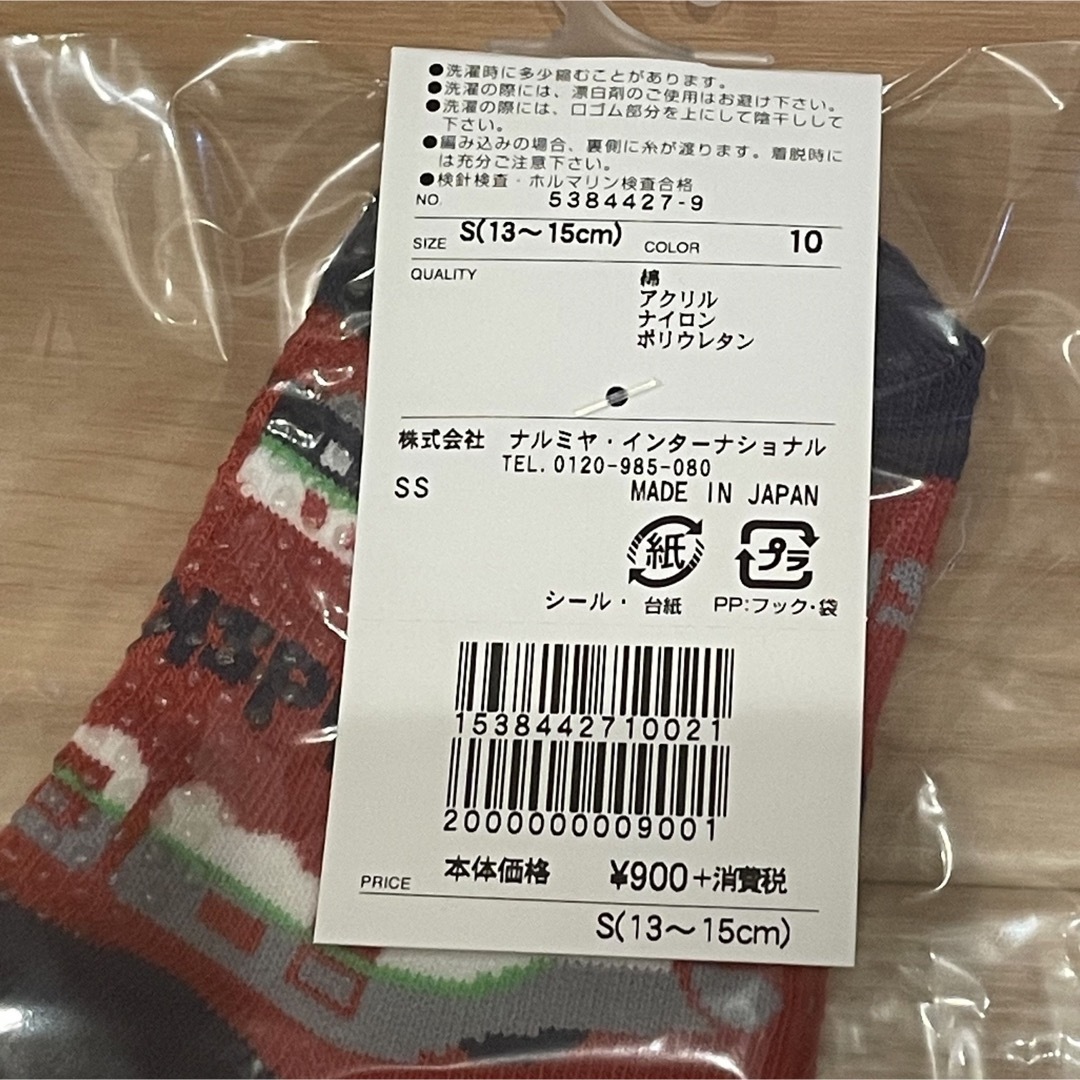 ●洗濯時に多少縮むことがあります。
●洗濯の際には、漂白剤のご使用はお避け下さい。
●洗濯の際には、口ゴム部分を上にして陰干しして
下さい。
●編み込みの場合、裏側に糸が渡ります。着脱時に
は充分ご注意下さい。
●検針検査・ホルマリン検査合格
NO. 5384427-9
SIZE S(13〜15cm) COLOR 10
QUALITY 綿
アクリル
ナイロン
ポリウレタン
株式会社 ナルミヤ・インターナショナル
TEL. 0120-985-080
SS MADE IN JAPAN
紙 プラ
シール・台紙 PP:フック・袋
1538442710021
2000000009001
PRICE 本体価格 ¥900+消費税
S(13〜15cm)